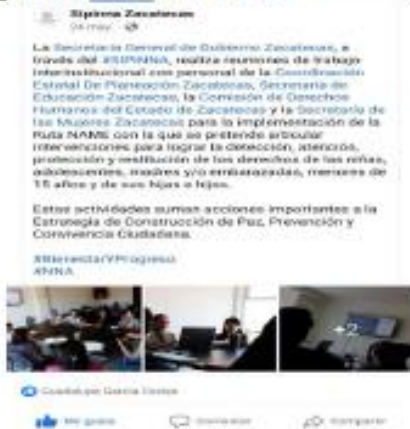 Sipinna Zacatecas
24 may ·
La Secretaría General de Gobierno Zacatecas, a
través del #SIPINNA, realiza reuniones de trabajo
interinstitucional con personal de la Coordinación
Estatal De Planeación Zacatecas, Secretaría de
Educación Zacatecas, la Comisión de Derechos
Humanos del Estado de Zacatecas y la Secretaría de
las Mujeres Zacatecas para la implementación de la
Ruta NAME con la que se pretende articular
intervenciones para lograr la detección, atención,
protección y restitución de los derechos de las niñas,
adolescentes, madres y/o embarazadas, menores de
15 años y de sus hijas e hijos.
Estas actividades suman acciones importantes a la
Estrategia de Construcción de Paz, Prevención y
Convivencia Ciudadana.
#BienestarYProgreso
#NNA
+2
Guadalupe García
Me gusta
Comentar
Compartir